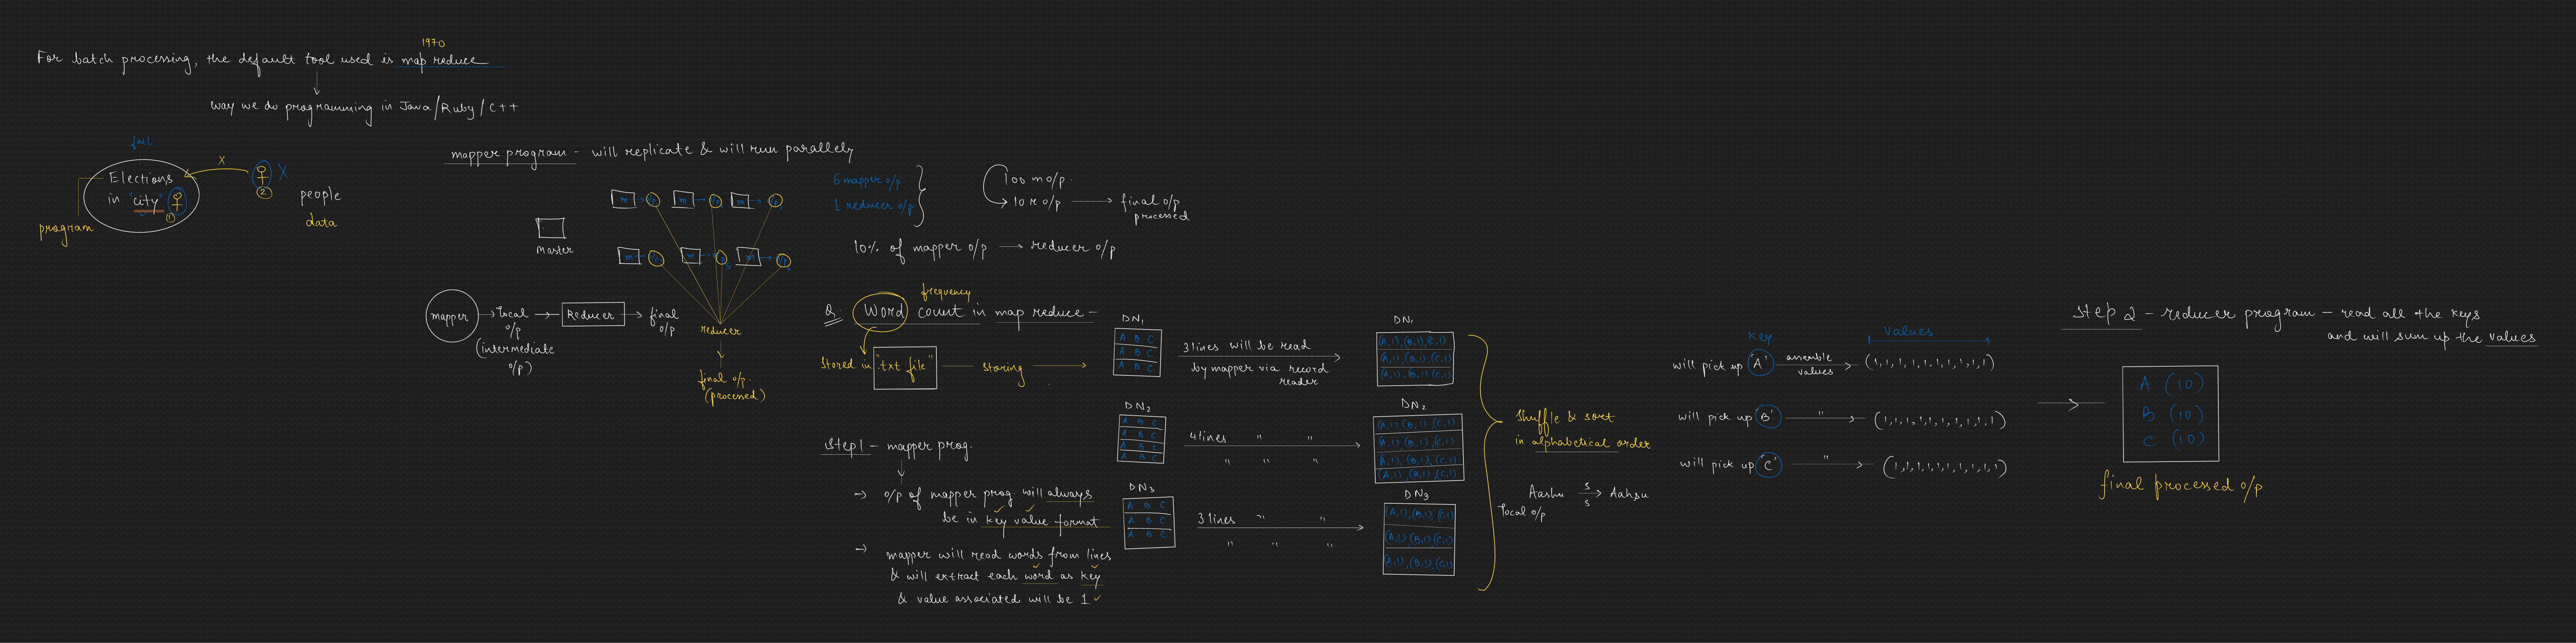 1970
For batch processing, the default tool used is map reduce
way we do programming in Java/Ruby/C++
fail
Elections
in "city"
1
X
2
X
people
data
program
mapper program - will replicate & will run parallely
m
o/p
m
o/p
m
o/p
master
m
o/p
m
o/p
m
o/p
6 mapper o/p
1 reducer o/p
100 m o/p.
10 R o/p
final o/p
processed
10% of mapper o/p → reducer o/p
mapper
local
o/p
(intermediate
o/p)
Reducer
final
o/p
reducer
final o/p.
(processed)
frequency
Q. Word count in map reduce -
Stored in ".txt file"
storing
DN1
A B C
A B C
A B C
3 lines will be read
by mapper via record
reader
DN1
(A,1),(B,1),(C,1)
(A,1),(B,1),(C,1)
(A,1),(B,1)(C,1)
DN2
A B C
A B C
A B C
A B C
4 lines " "
" " "
DN2
(A,1)(B,1),(C,1)
(A,1)(B,1),(C,1)
(A,1),(B,1),(C,1)
(A,1),(B,1),(C,1)
DN3
A B C
A B C
A B C
3 lines " "
" " "
DN3
(A,1),(B,1),(C,1)
(A,1),(B,1),(C,1)
(A,1),(B,1),(C,1)
Step 1 - mapper prog.
→ o/p of mapper prog. will always
be in key value format
→ mapper will read words from lines
& will extract each word as key
& value associated will be 1
Shuffle & sort
in alphabetical order
Aashu s → Aahsu
s
local o/p
Key
Values
will pick up 'A' assemble (1,1,1,1,1,1,1,1,1,1)
values
will pick up 'B' " (1,1,1,1,1,1,1,1,1,1)
will pick up 'C' " (1,1,1,1,1,1,1,1,1,1)
Step 2 - reducer program - read all the keys
and will sum up the values
A (10)
B (10)
C (10)
final processed o/p